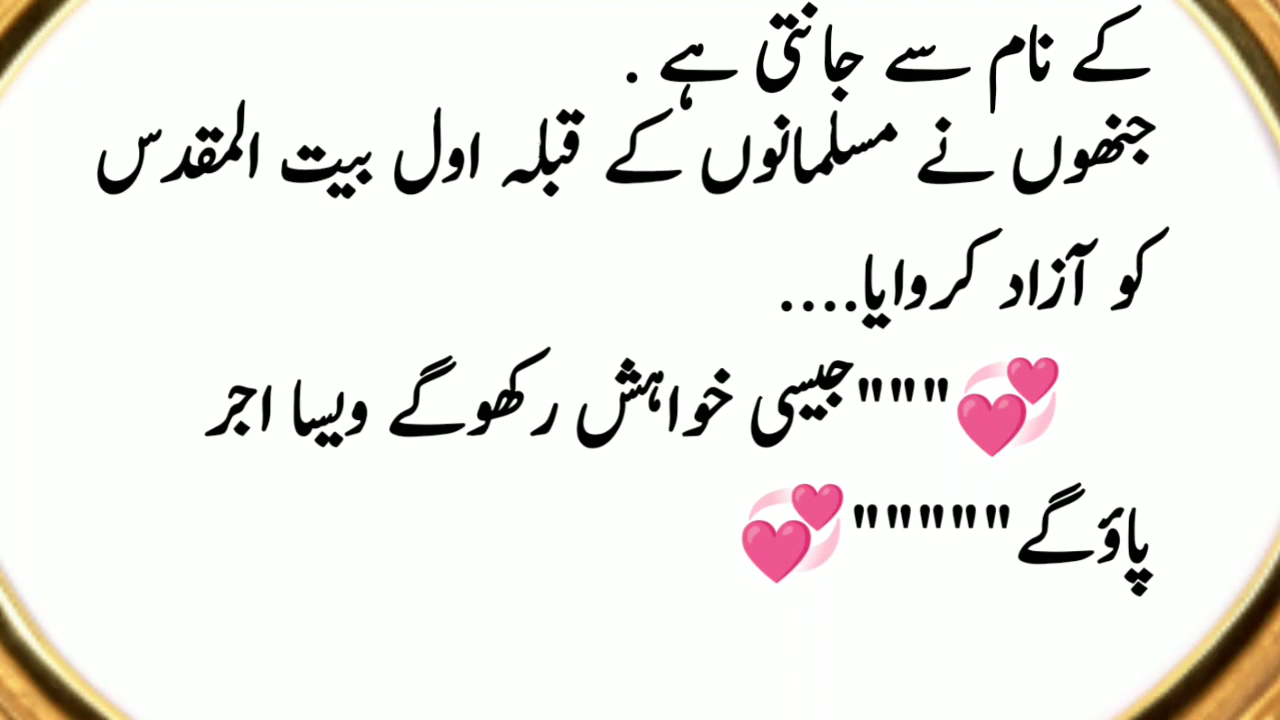 کے نام سے جانتی ہے .
جنھوں نے مسلمانوں کے قبلہ اول بیت المقدس
کو آزاد کروایا....
💞"""جیسی خواہش رکھوگے ویسا اجر
پاؤگے"""""💞